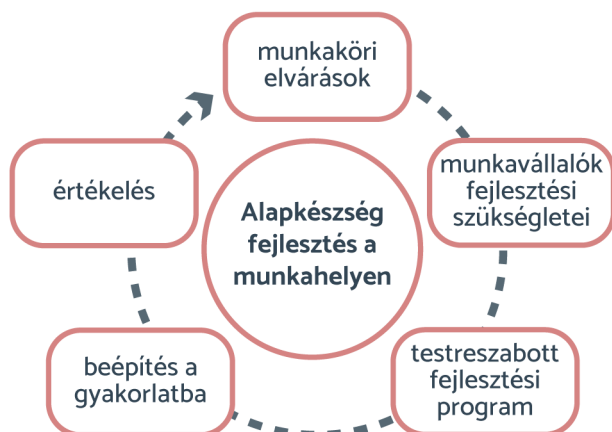 munkaköri
elvárások
munkavállalók
fejlesztési
szükségletei
értékelés
Alapkészség
fejlesztés a
munkahelyen
testreszabott
fejlesztési
program
beépítés a
gyakorlatba